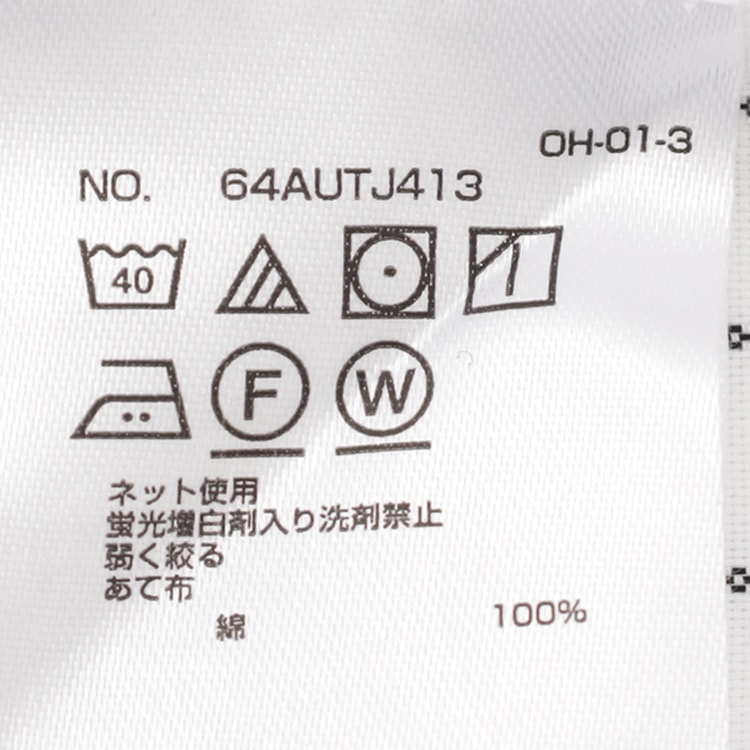 OH-01-3
NO. 64AUTJ413
40
F W
ネット使用
蛍光増白剤入り洗剤禁止
弱く絞る
あて布
綿 100%